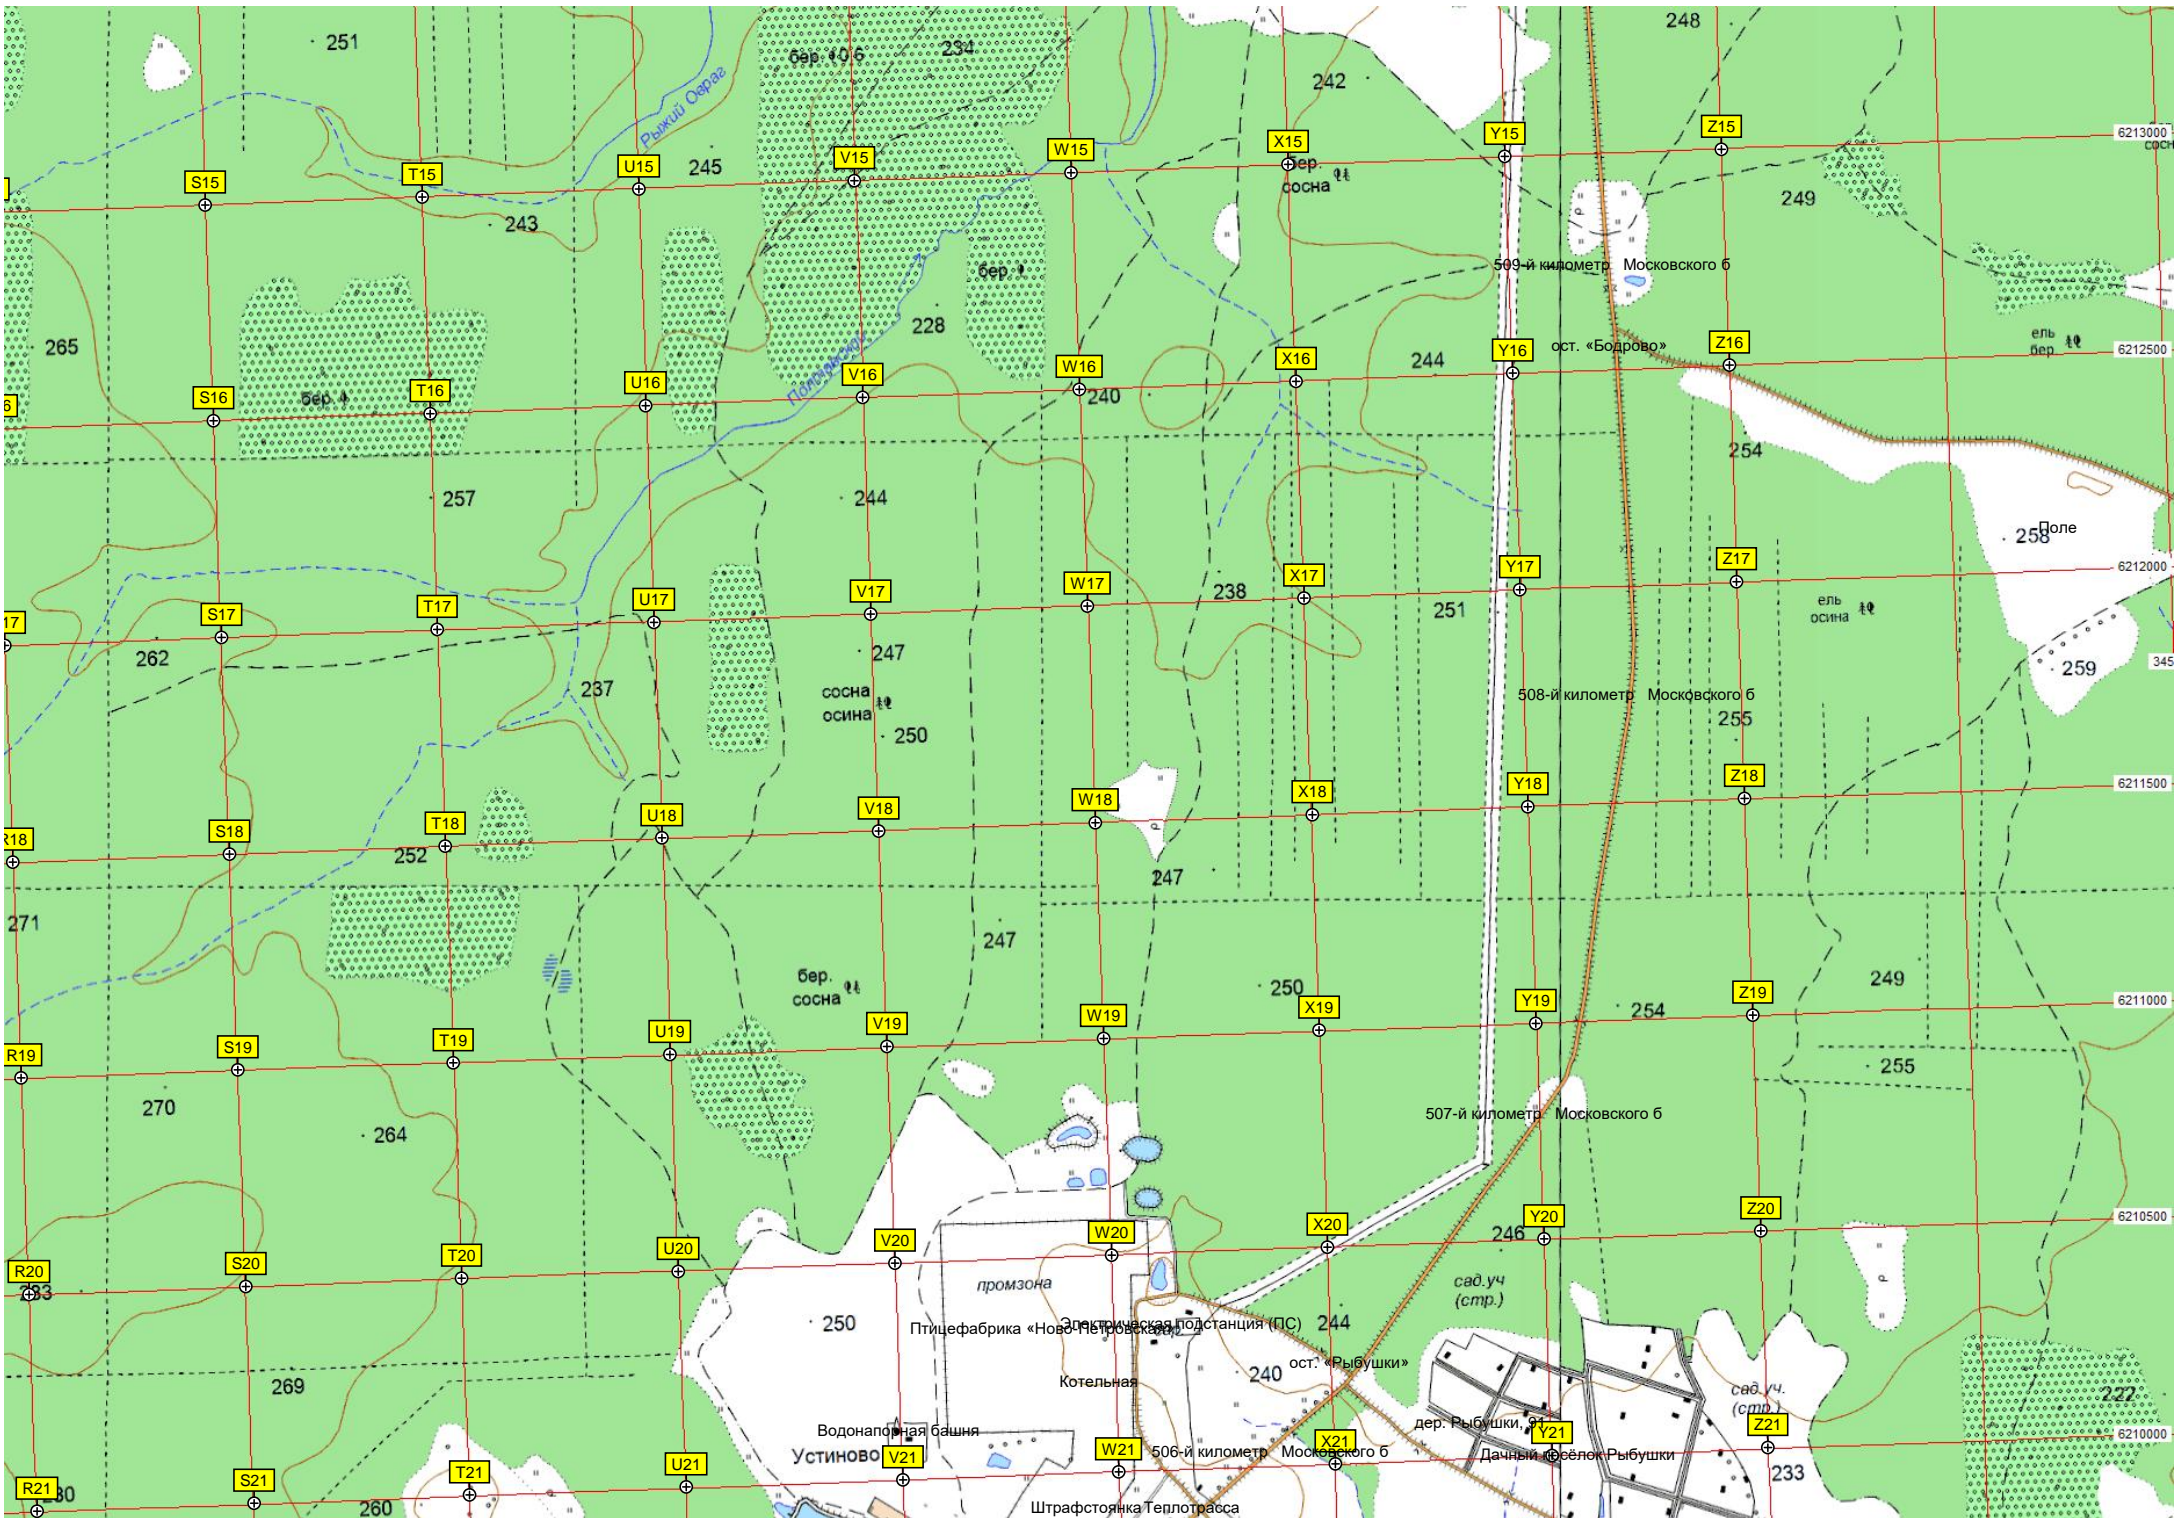 251
бер. 10.6
234
248
242
Рыжий Овраг
Z15
6213000
Y15
X15
W15
V15
245
U15
T15
S15
бер.
сосна
249
243
509-й километр Московского б
бер.
228
265
ост. «Бодрово»
ель
бер.
6212500
Z16
Y16
244
X16
W16
240
V16
U16
T16
S16
бер.
6
254
257
244
258
Поле
Z17
6212000
Y17
X17
W17
238
V17
U17
T17
S17
17
251
ель
осина
262
247
259
345
237
сосна
осина
508-й километр Московского б
255
250
Z18
6211500
Y18
X18
W18
V18
U18
T18
S18
R18
252
247
271
247
бер.
сосна
250
249
Z19
6211000
Y19
254
X19
W19
V19
U19
T19
S19
R19
255
270
264
507-й километр Московского б
Z20
6210500
Y20
246
X20
W20
V20
U20
T20
S20
R20
промзона
сад.уч
(стр.)
250
Птицефабрика «Ново-Петровская»
Электрическая подстанция (ПС)
244
ост. «Рыбушки»
240
Котельная
269
сад. уч.
(стр.)
222
дер. Рыбушки, 91
Водонапорная башня
Устиново
Z21
6210000
Y21
X21
W21
V21
U21
T21
S21
R21
506-й километр Московского б
Дачный посёлок Рыбушки
233
260
Штрафстоянка
Теплотрасса